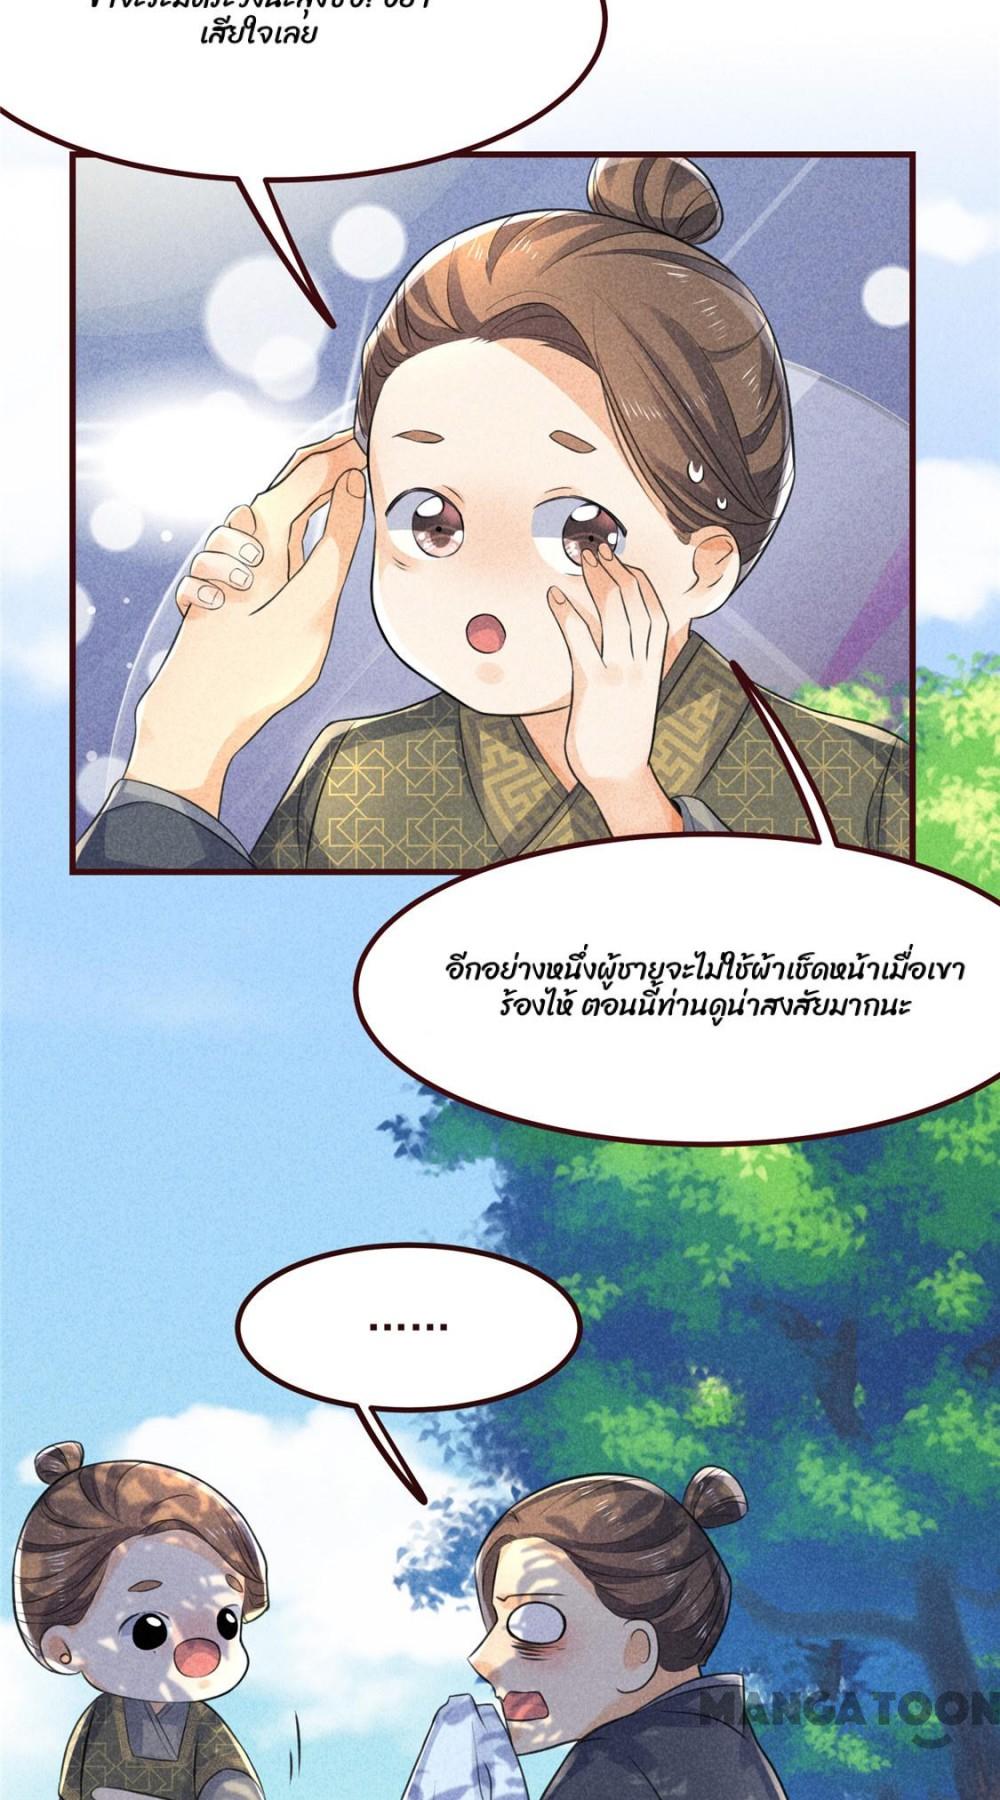 เสียใจเลย
อีกอย่างหนึ่งผู้ชายจะไม่ใช้ผ้าเช็ดหน้าเมื่อเขา
ร้องไห้ ตอนนี้ท่านดูน่าสงสัยมากนะ
......
MANGATOON